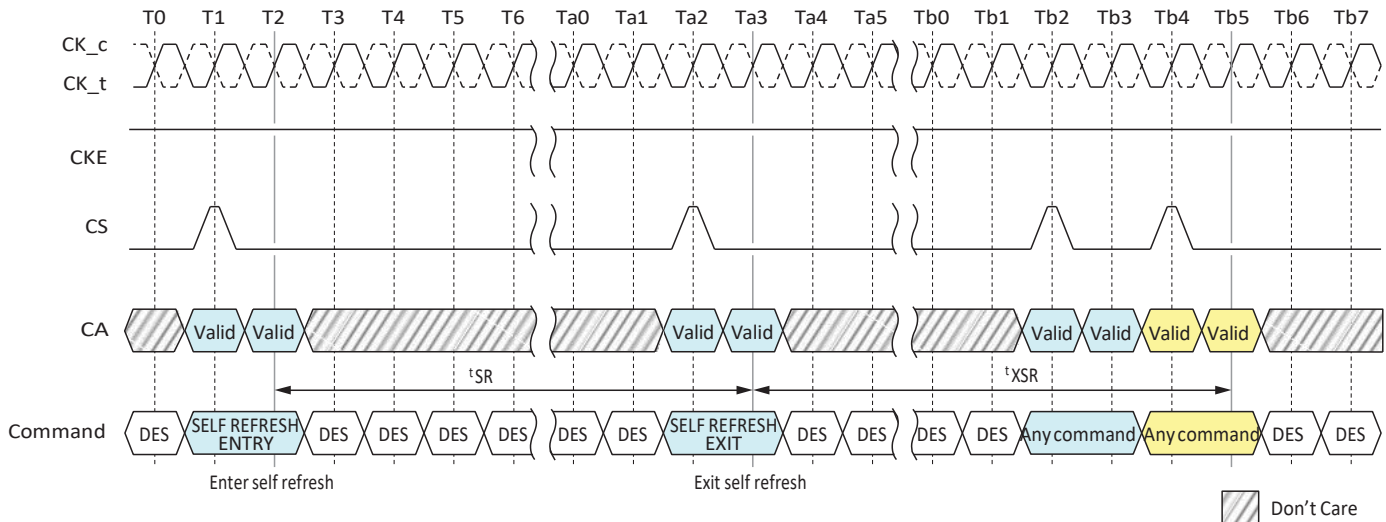 T0 T1 T2 T3 T4 T5 T6 Ta0 Ta1 Ta2 Ta3 Ta4 Ta5 Tb0 Tb1 Tb2 Tb3 Tb4 Tb5 Tb6 Tb7
CK_c
CK_t
CKE
CS
CA Valid Valid Valid Valid Valid Valid Valid Valid
tSR tXSR
Command DES SELF REFRESH ENTRY DES DES DES DES DES DES SELF REFRESH EXIT DES DES DES DES Any command Any command DES DES
Enter self refresh Exit self refresh
Don't Care